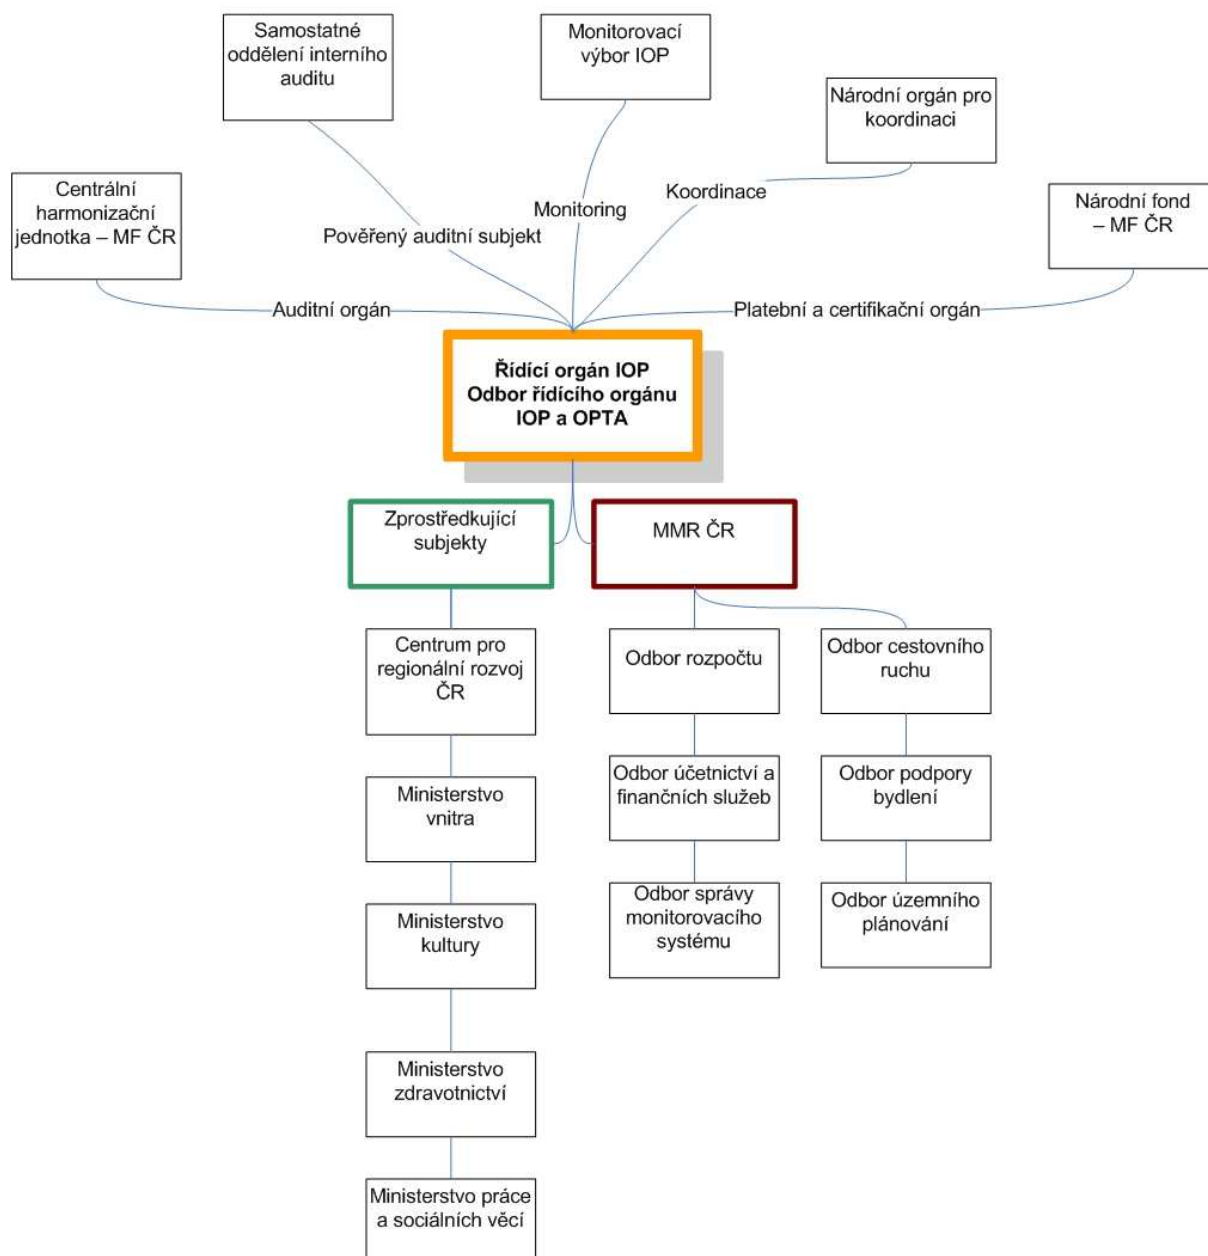 Samostatné
oddělení interního
auditu
Monitorovací
výbor IOP
Národní orgán pro
koordinaci
Centrální
harmonizační
jednotka – MF ČR
Národní fond
– MF ČR
Koordinace
Monitoring
Pověřený auditní subjekt
Auditní orgán
Platební a certifikační orgán
Řídící orgán IOP
Odbor řídícího orgánu
IOP a OPTA
Zprostředkující
subjekty
MMR ČR
Centrum pro
regionální rozvoj
ČR
Odbor rozpočtu
Odbor cestovního
ruchu
Ministerstvo
vnitra
Odbor účetnictví a
finančních služeb
Odbor podpory
bydlení
Ministerstvo
kultury
Odbor správy
monitorovacího
systému
Odbor územního
plánování
Ministerstvo
zdravotnictví
Ministerstvo práce
a sociálních věcí